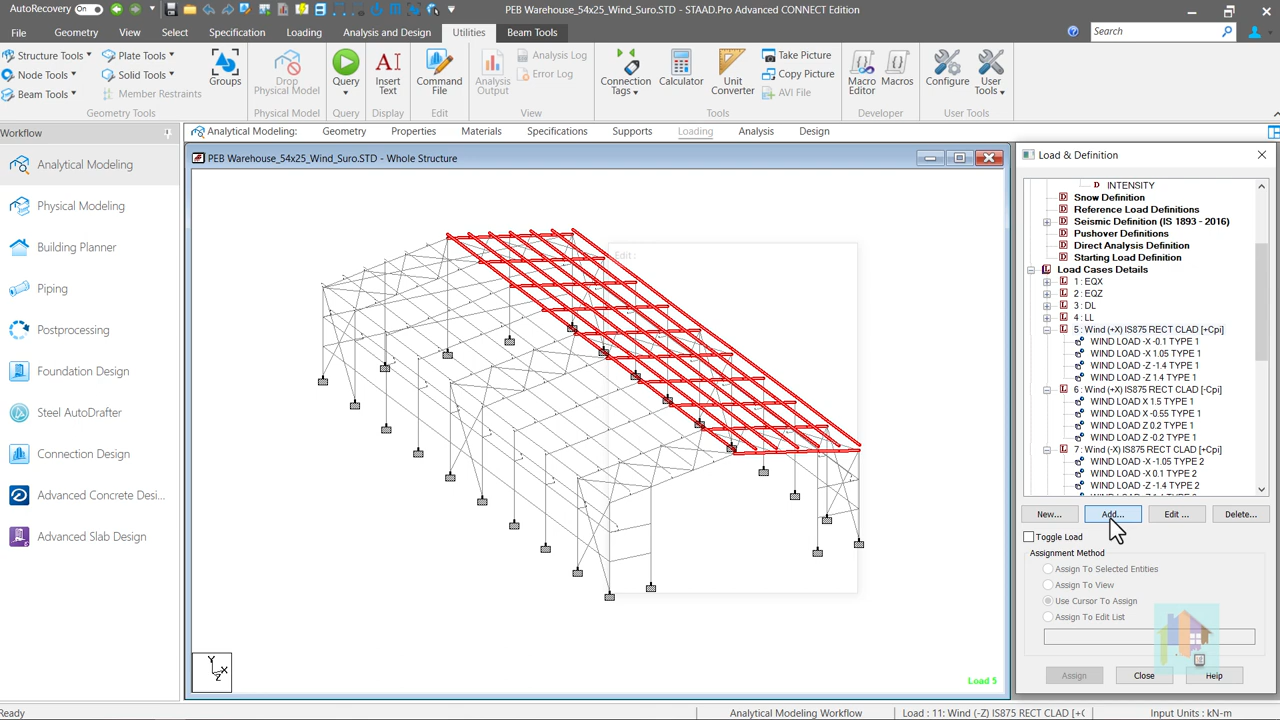 AutoRecovery On
PEB Warehouse_54x25_Wind_Suro.STD - STAAD.Pro Advanced CONNECT Edition
File Geometry View Select Specification Loading Analysis and Design Utilities Beam Tools Search
Structure Tools Plate Tools
Node Tools Solid Tools
Beam Tools Member Restraints
Groups
Drop Physical Model
Query
Insert Text
Command File
Analysis Output
Analysis Log
Error Log
Connection Tags
Calculator
Unit Converter
Take Picture
Copy Picture
AVI File
Macro Editor
Macros
Configure
User Tools
Geometry Tools Physical Model Query Display Edit View Tools Developer User Tools
Workflow
Analytical Modeling: Geometry Properties Materials Specifications Supports Loading Analysis Design
Analytical Modeling
Physical Modeling
Building Planner
Piping
Postprocessing
Foundation Design
Steel AutoDrafter
Connection Design
Advanced Concrete Desi...
Advanced Slab Design
PEB Warehouse_54x25_Wind_Suro.STD - Whole Structure
Edit :
Y
X
Z
Load 5
Load & Definition
INTENSITY
Snow Definition
Reference Load Definitions
Seismic Definition (IS 1893 - 2016)
Pushover Definitions
Direct Analysis Definition
Starting Load Definition
Load Cases Details
1 : EQX
2 : EQZ
3 : DL
4 : LL
5 : Wind (+X) IS875 RECT CLAD [+Cpi]
WIND LOAD -X -0.1 TYPE 1
WIND LOAD -X 1.05 TYPE 1
WIND LOAD -Z -1.4 TYPE 1
WIND LOAD -Z 1.4 TYPE 1
6 : Wind (+X) IS875 RECT CLAD [-Cpi]
WIND LOAD X 1.5 TYPE 1
WIND LOAD X -0.55 TYPE 1
WIND LOAD Z 0.2 TYPE 1
WIND LOAD Z -0.2 TYPE 1
7 : Wind (-X) IS875 RECT CLAD [+Cpi]
WIND LOAD -X -1.05 TYPE 2
WIND LOAD -X 0.1 TYPE 2
WIND LOAD -Z -1.4 TYPE 2
New... Add... Edit ... Delete...
Toggle Load
Assignment Method
Assign To Selected Entities
Assign To View
Use Cursor To Assign
Assign To Edit List
Assign Close Help
Ready
Analytical Modeling Workflow
Load : 11: Wind (-Z) IS875 RECT CLAD [+(
Input Units : kN-m